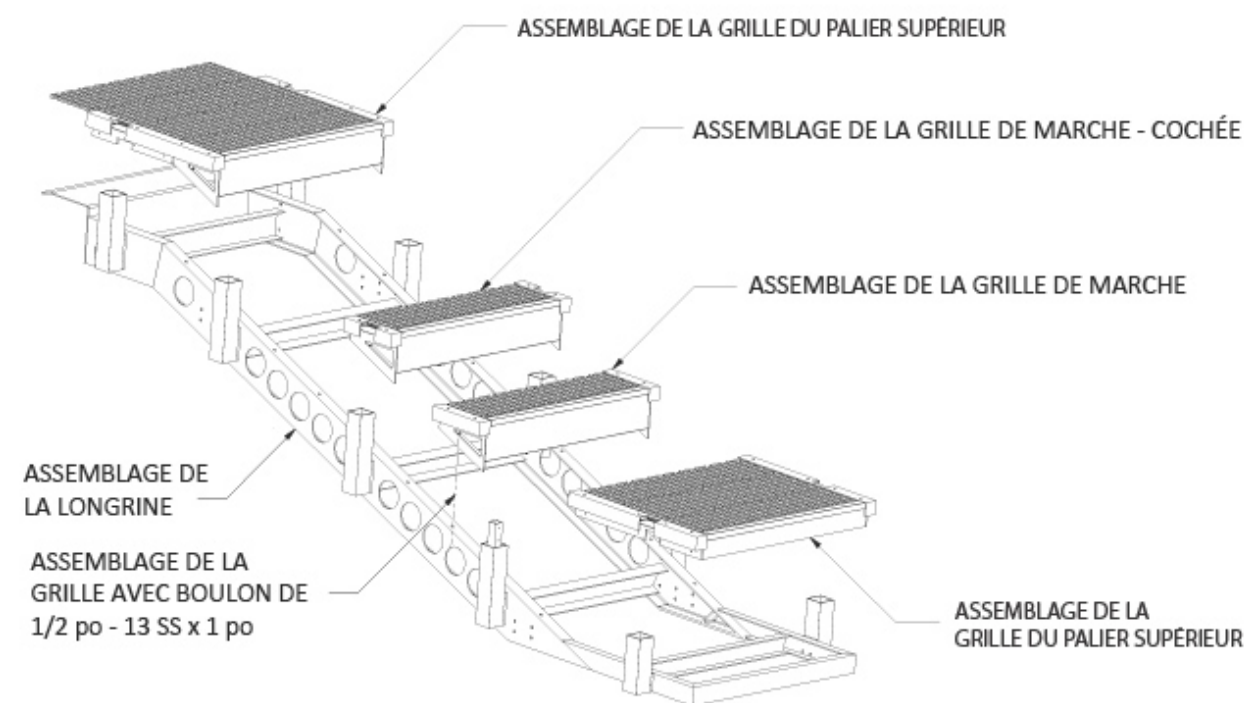 ASSEMBLAGE DE LA GRILLE DU PALIER SUPÉRIEUR
ASSEMBLAGE DE LA GRILLE DE MARCHE - COCHÉE
ASSEMBLAGE DE LA GRILLE DE MARCHE
ASSEMBLAGE DE
LA LONGRINE
ASSEMBLAGE DE LA
GRILLE AVEC BOULON DE
1/2 po - 13 SS x 1 po
ASSEMBLAGE DE LA
GRILLE DU PALIER SUPÉRIEUR